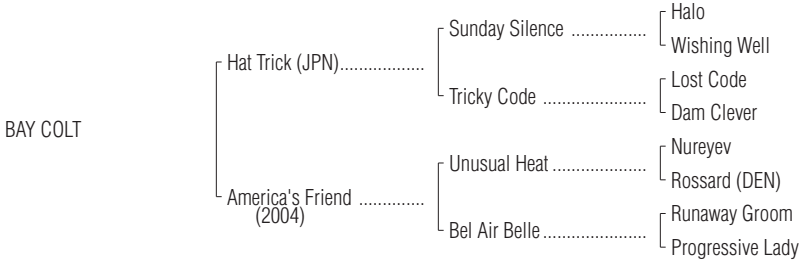 Halo
Sunday Silence ................
Wishing Well
Hat Trick (JPN)..................
Lost Code
Tricky Code ......................
Dam Clever
BAY COLT
Nureyev
Unusual Heat ....................
Rossard (DEN)
America's Friend ..............
(2004)
Runaway Groom
Bel Air Belle......................
Progressive Lady